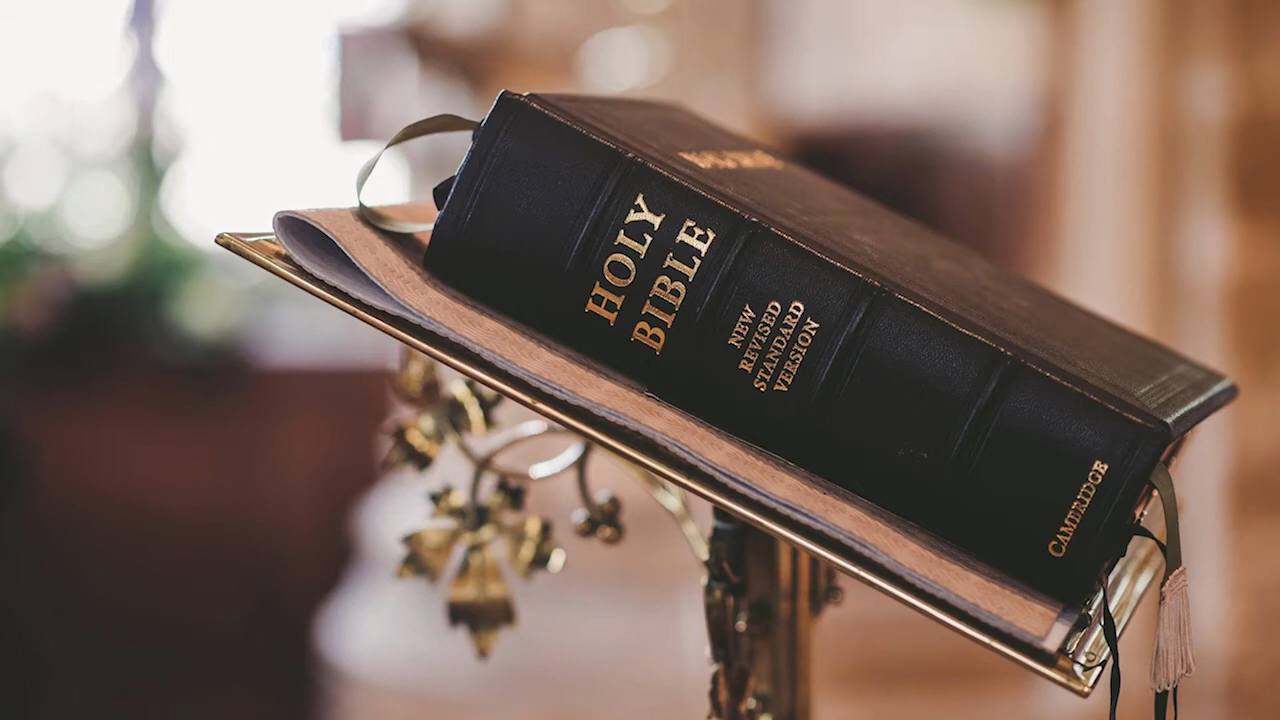 HOLY
BIBLE
NEW
REVISED
STANDARD
VERSION
CAMBRIDGE